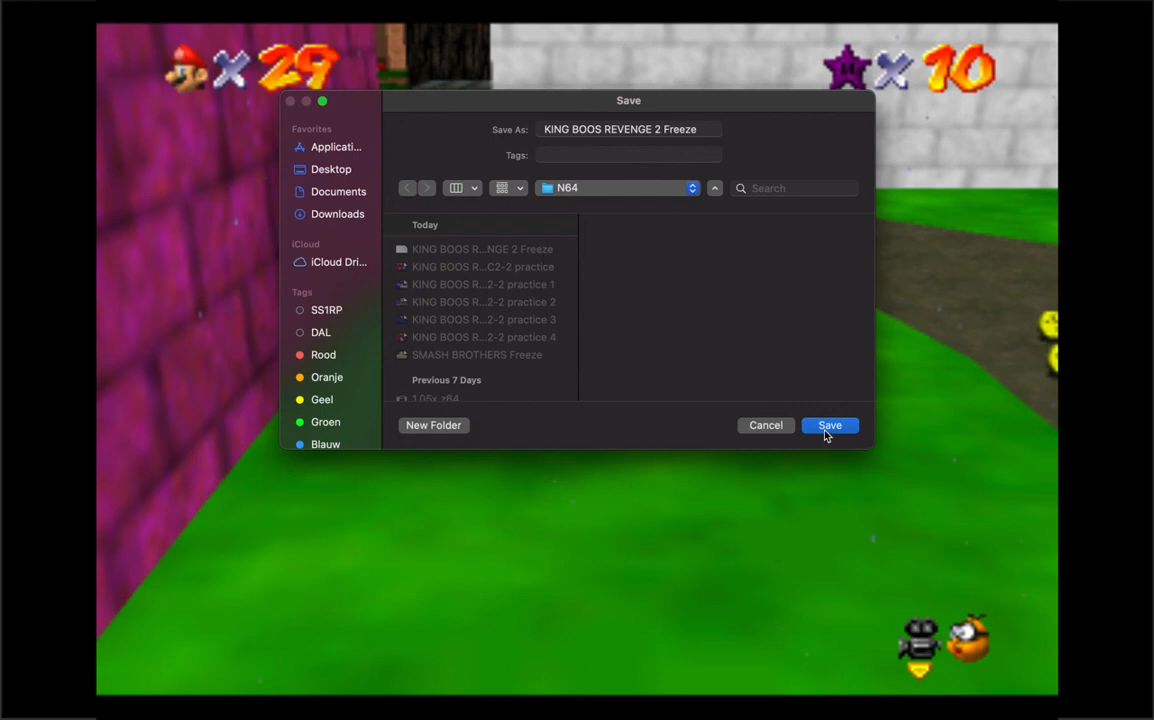 × 29
× 10
Save
Save As: KING BOOS REVENGE 2 Freeze
Tags:
N64
Search
Favorites
Applicati...
Desktop
Documents
Downloads
iCloud
iCloud Dri...
Tags
SS1RP
DAL
Rood
Oranje
Geel
Groen
Blauw
Today
KING BOOS R...NGE 2 Freeze
KING BOOS R...C2-2 practice
KING BOOS R...2-2 practice 1
KING BOOS R...2-2 practice 2
KING BOOS R...2-2 practice 3
KING BOOS R...2-2 practice 4
SMASH BROTHERS Freeze
Previous 7 Days
1.05x z64
New Folder
Cancel
Save